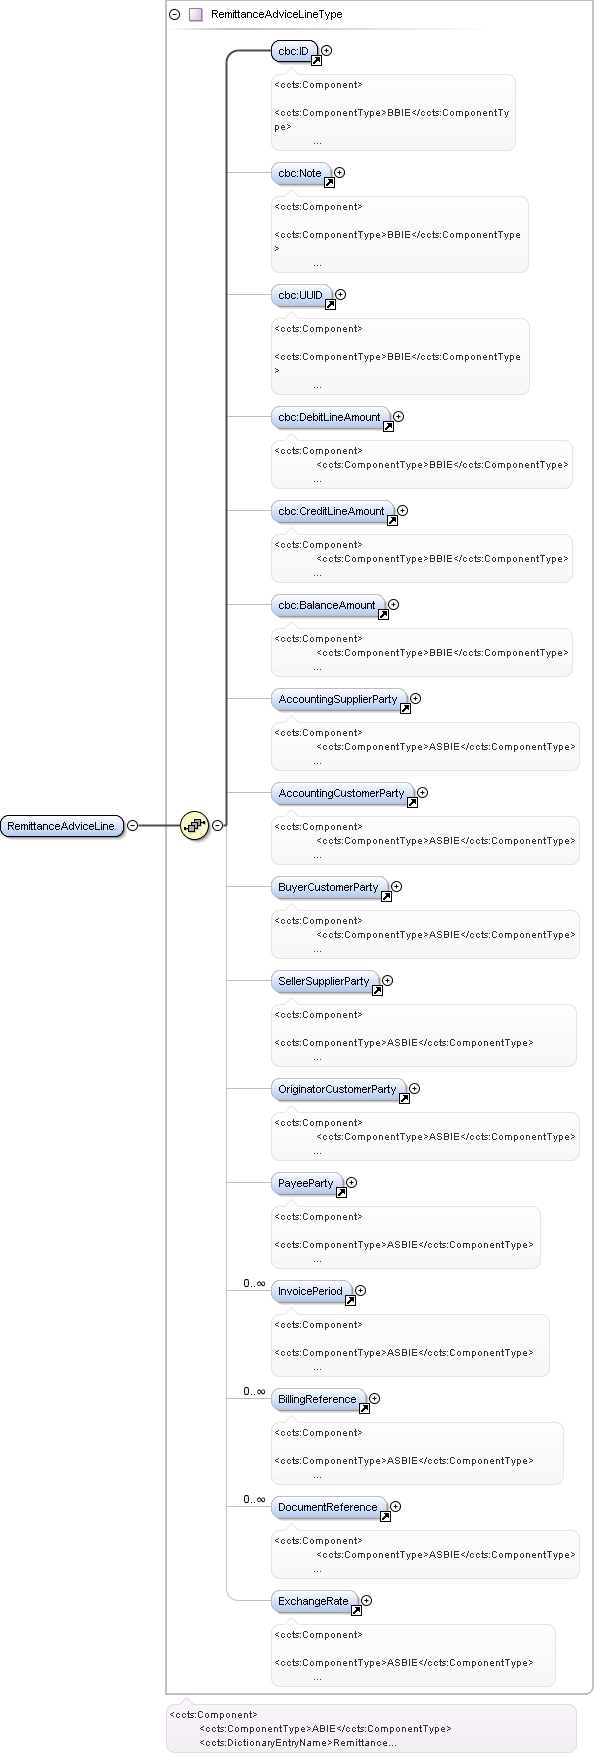 RemittanceAdviceLineType
cbc:ID
<ccts:Component>
<ccts:ComponentType>BBIE</ccts:ComponentTy
pe>
...
cbc:Note
<ccts:Component>
<ccts:ComponentType>BBIE</ccts:ComponentType
>
...
cbc:UUID
<ccts:Component>
<ccts:ComponentType>BBIE</ccts:ComponentType
>
...
cbc:DebitLineAmount
<ccts:Component>
<ccts:ComponentType>BBIE</ccts:ComponentType>
...
cbc:CreditLineAmount
<ccts:Component>
<ccts:ComponentType>BBIE</ccts:ComponentType>
...
cbc:BalanceAmount
<ccts:Component>
<ccts:ComponentType>BBIE</ccts:ComponentType>
...
AccountingSupplierParty
<ccts:Component>
<ccts:ComponentType>ASBIE</ccts:ComponentType>
...
AccountingCustomerParty
RemittanceAdviceLine
<ccts:Component>
<ccts:ComponentType>ASBIE</ccts:ComponentType>
...
BuyerCustomerParty
<ccts:Component>
<ccts:ComponentType>ASBIE</ccts:ComponentType>
...
SellerSupplierParty
<ccts:Component>
<ccts:ComponentType>ASBIE</ccts:ComponentType>
...
OriginatorCustomerParty
<ccts:Component>
<ccts:ComponentType>ASBIE</ccts:ComponentType>
...
PayeeParty
<ccts:Component>
<ccts:ComponentType>ASBIE</ccts:ComponentType>
...
0..∞ InvoicePeriod
<ccts:Component>
<ccts:ComponentType>ASBIE</ccts:ComponentType>
...
0..∞ BillingReference
<ccts:Component>
<ccts:ComponentType>ASBIE</ccts:ComponentType>
...
0..∞ DocumentReference
<ccts:Component>
<ccts:ComponentType>ASBIE</ccts:ComponentType>
...
ExchangeRate
<ccts:Component>
<ccts:ComponentType>ASBIE</ccts:ComponentType>
...
<ccts:Component>
<ccts:ComponentType>ABIE</ccts:ComponentType>
<ccts:DictionaryEntryName>Remittance...